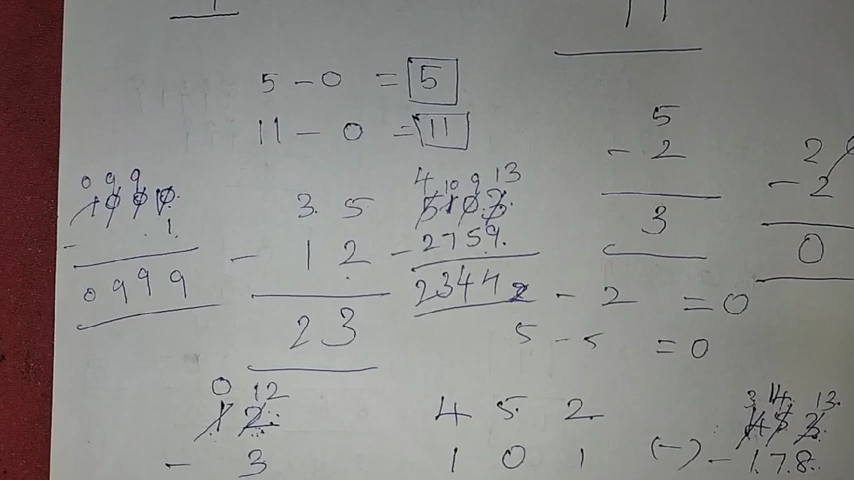 5 - 0 = 5
11 - 0 = 11
5
- 2
3
2
- 2
0
0 9 9
1 0 0 0
- 1
0 9 9 9
3 5
- 1 2
2 3
4 10 9 13
5 1 0 3
- 2 7 5 9
2 3 4 4
2 - 2 = 0
5 - 5 = 0
0 12
1 2
- 3
4 5 2
1 0 1
3 14 13
4 5 3
(-) - 1 7 8